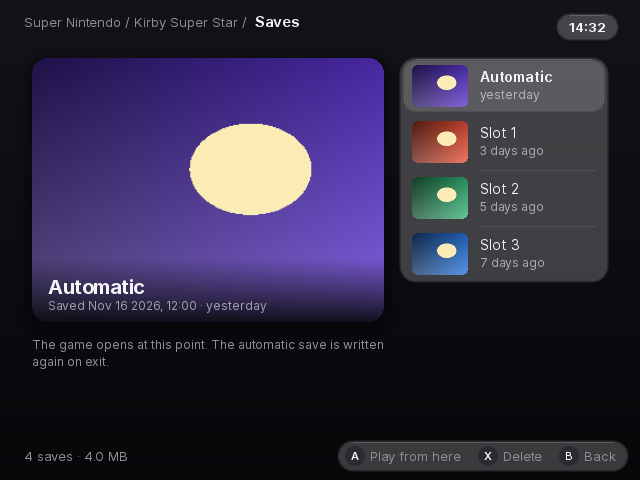 Super Nintendo / Kirby Super Star / Saves
14:32
Automatic
Saved Nov 16 2026, 12:00 · yesterday
The game opens at this point. The automatic save is written
again on exit.
Automatic
yesterday
Slot 1
3 days ago
Slot 2
5 days ago
Slot 3
7 days ago
4 saves · 4.0 MB
A Play from here X Delete B Back